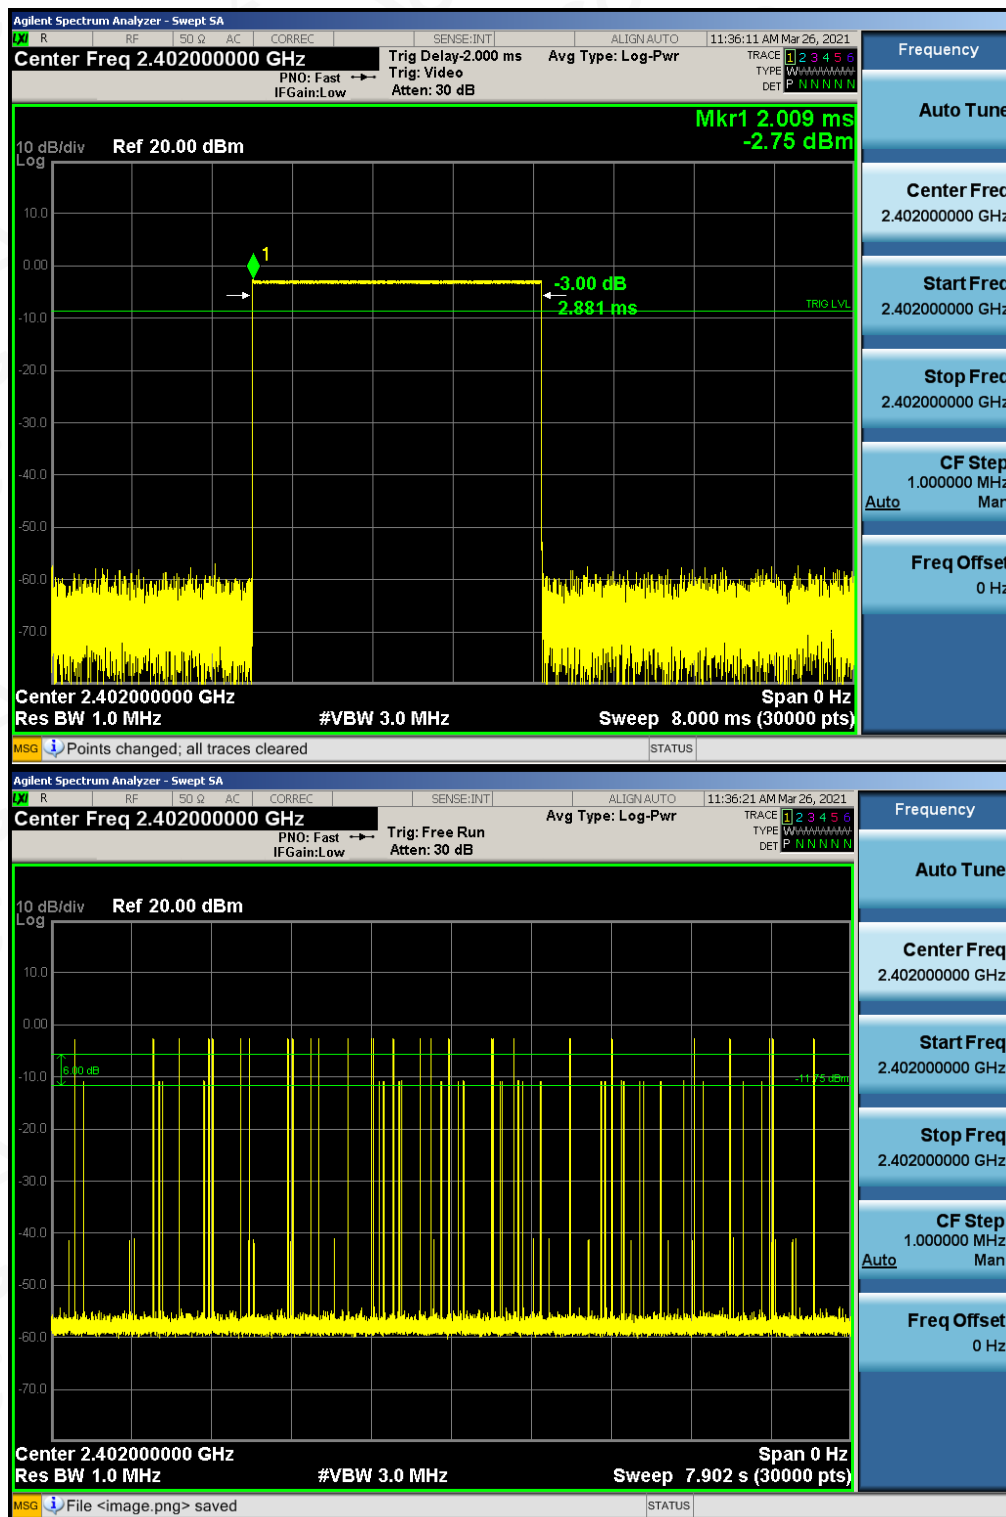 Agilent Spectrum Analyzer - Swept SA
LXI R RF 50 Ω AC CORREC SENSE:INT ALIGN AUTO 11:36:11 AM Mar 26, 2021
Center Freq 2.402000000 GHz
PNO: Fast
IFGain:Low
Trig Delay-2.000 ms
Trig: Video
Atten: 30 dB
Avg Type: Log-Pwr
TRACE 1 2 3 4 5 6
TYPE W
DET P N N N N N
Mkr1 2.009 ms
-2.75 dBm
10 dB/div Ref 20.00 dBm
Log
10.0
0.00
-10.0
-20.0
-30.0
-40.0
-50.0
-60.0
-70.0
1
-3.00 dB
2.881 ms
TRIG LVL
Center 2.402000000 GHz Span 0 Hz
Res BW 1.0 MHz #VBW 3.0 MHz Sweep 8.000 ms (30000 pts)
MSG Points changed; all traces cleared STATUS
Frequency
Auto Tune
Center Freq
2.402000000 GHz
Start Freq
2.402000000 GHz
Stop Freq
2.402000000 GHz
CF Step
1.000000 MHz
Auto Man
Freq Offset
0 Hz
Agilent Spectrum Analyzer - Swept SA
LXI R RF 50 Ω AC CORREC SENSE:INT ALIGN AUTO 11:36:21 AM Mar 26, 2021
Center Freq 2.402000000 GHz
PNO: Fast
IFGain:Low
Trig: Free Run
Atten: 30 dB
Avg Type: Log-Pwr
TRACE 1 2 3 4 5 6
TYPE W
DET P N N N N N
10 dB/div Ref 20.00 dBm
Log
10.0
0.00
-10.0
-20.0
-30.0
-40.0
-50.0
-60.0
-70.0
6.00 dB
-11.75 dBm
Center 2.402000000 GHz Span 0 Hz
Res BW 1.0 MHz #VBW 3.0 MHz Sweep 7.902 s (30000 pts)
MSG File <image.png> saved STATUS
Frequency
Auto Tune
Center Freq
2.402000000 GHz
Start Freq
2.402000000 GHz
Stop Freq
2.402000000 GHz
CF Step
1.000000 MHz
Auto Man
Freq Offset
0 Hz